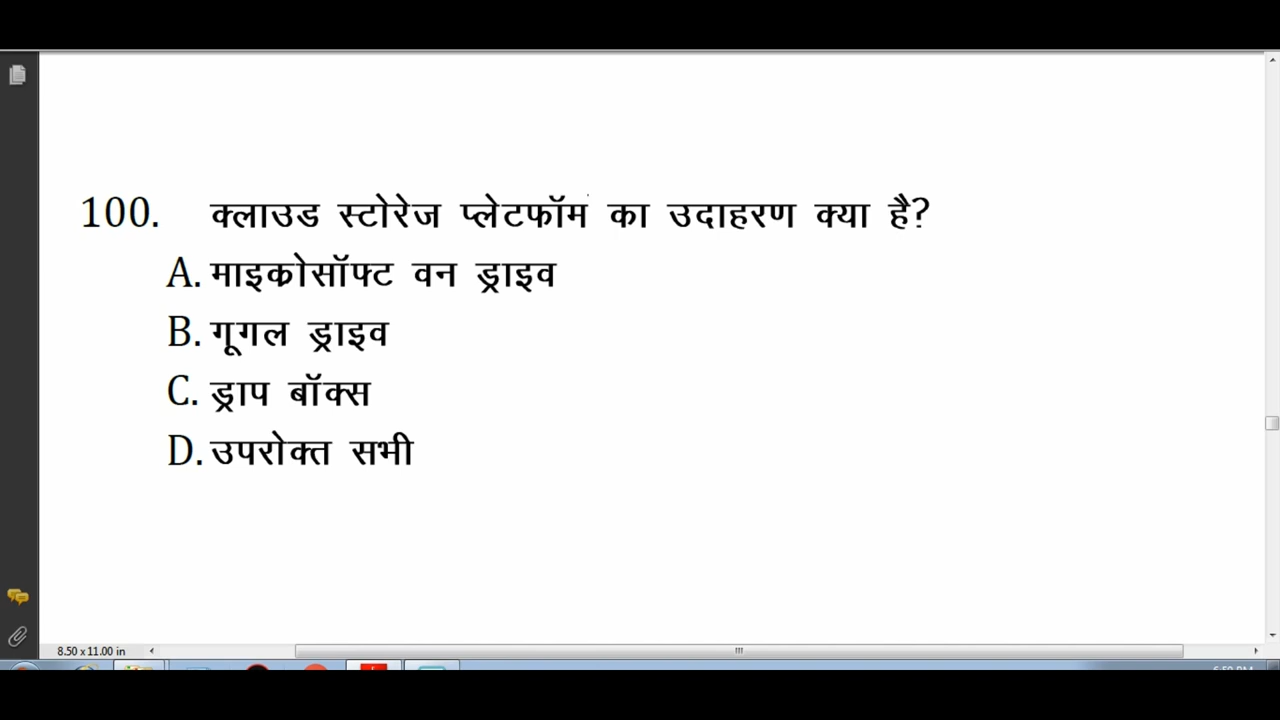 100. क्लाउड स्टोरेज प्लेटफॉम का उदाहरण क्या है?
A. माइकोसॉफ्ट वन ड्राइव
B. गूगल ड्राइव
C. ड्राप बॉक्स
D. उपरोक्त सभी
8.50 x 11.00 in